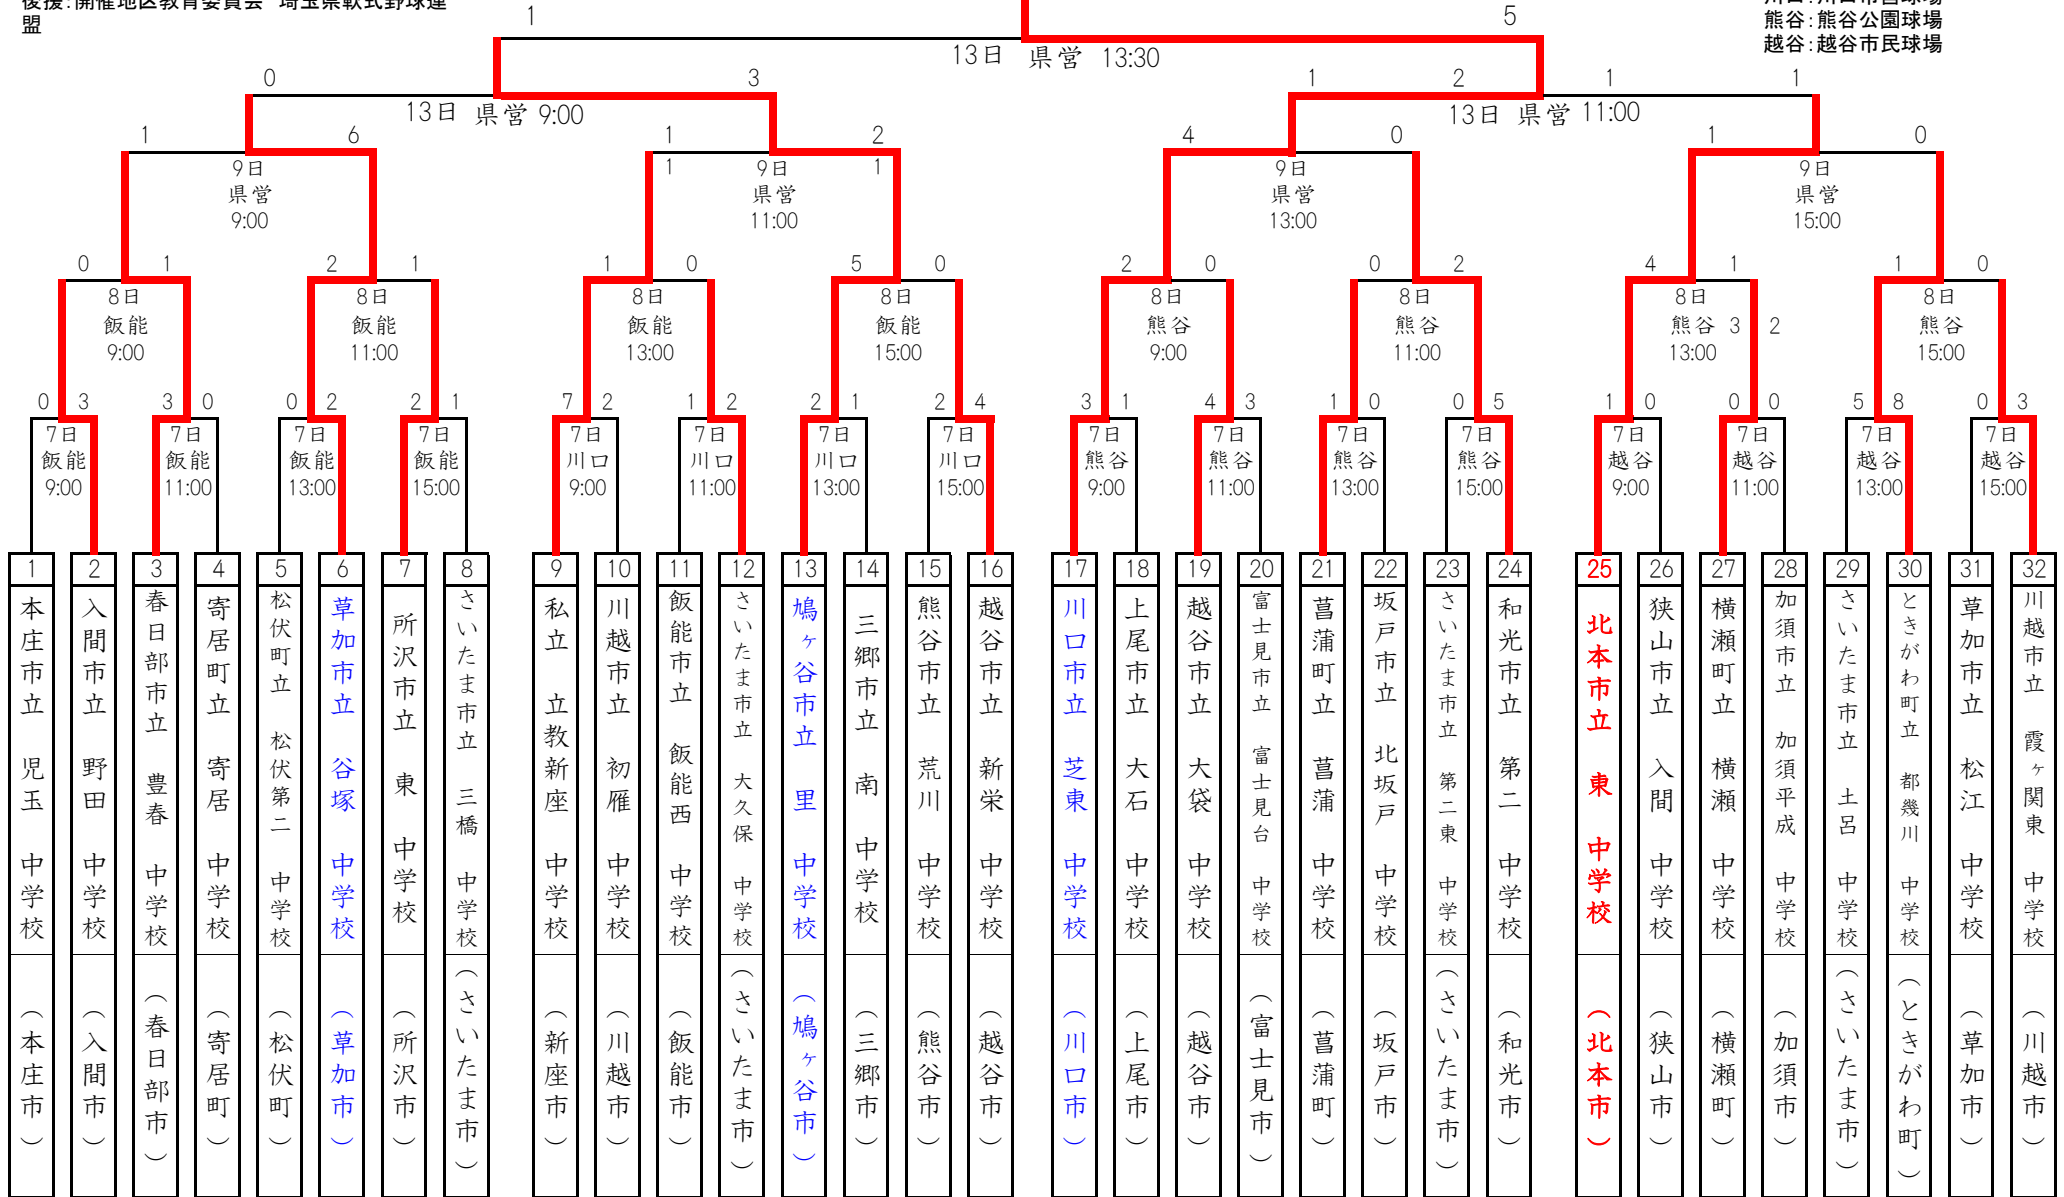 後援：開催地区教育委員会　埼玉県軟式野球連
盟
川口：川口市営球場
熊谷：熊谷公園球場
越谷：越谷市民球場
1 5
13日 県営 13:30
0 3 1 2 1 1
13日 県営 9:00
13日 県営 11:00
1 6 1 2 4 0 1 0
1 1
9日 県営 9:00
9日 県営 11:00
9日 県営 13:00
9日 県営 15:00
0 1 2 1 1 0 5 0 2 0 0 2 4 1 1 0
8日 飯能 9:00
8日 飯能 11:00
8日 飯能 13:00
8日 飯能 15:00
8日 熊谷 9:00
8日 熊谷 11:00
8日 熊谷 13:00
3 2
8日 熊谷 15:00
0 3 3 0 0 2 2 1 7 2 1 2 2 1 2 4 3 1 4 3 1 0 0 5 1 0 0 0 5 8 0 3
7日 飯能 9:00
7日 飯能 11:00
7日 飯能 13:00
7日 飯能 15:00
7日 川口 9:00
7日 川口 11:00
7日 川口 13:00
7日 川口 15:00
7日 熊谷 9:00
7日 熊谷 11:00
7日 熊谷 13:00
7日 熊谷 15:00
7日 越谷 9:00
7日 越谷 11:00
7日 越谷 13:00
7日 越谷 15:00
1 本庄市立 児玉 中学校 （本庄市）
2 入間市立 野田 中学校 （入間市）
3 春日部市立 豊春 中学校 （春日部市）
4 寄居町立 寄居 中学校 （寄居町）
5 松伏町立 松伏第二 中学校 （松伏町）
6 草加市立 谷塚 中学校 （草加市）
7 所沢市立 東 中学校 （所沢市）
8 さいたま市立 三橋 中学校 （さいたま市）
9 私立 立教新座 中学校 （新座市）
10 川越市立 初雁 中学校 （川越市）
11 飯能市立 飯能西 中学校 （飯能市）
12 さいたま市立 大久保 中学校 （さいたま市）
13 鳩ヶ谷市立 里 中学校 （鳩ヶ谷市）
14 三郷市立 南 中学校 （三郷市）
15 熊谷市立 荒川 中学校 （熊谷市）
16 越谷市立 新栄 中学校 （越谷市）
17 川口市立 芝東 中学校 （川口市）
18 上尾市立 大石 中学校 （上尾市）
19 越谷市立 大袋 中学校 （越谷市）
20 富士見市立 富士見台 中学校 （富士見市）
21 菖蒲町立 菖蒲 中学校 （菖蒲町）
22 坂戸市立 北坂戸 中学校 （坂戸市）
23 さいたま市立 第二東 中学校 （さいたま市）
24 和光市立 第二 中学校 （和光市）
25 北本市立 東 中学校 （北本市）
26 狭山市立 入間 中学校 （狭山市）
27 横瀬町立 横瀬 中学校 （横瀬町）
28 加須市立 加須平成 中学校 （加須市）
29 さいたま市立 土呂 中学校 （さいたま市）
30 ときがわ町立 都幾川 中学校 （ときがわ町）
31 草加市立 松江 中学校 （草加市）
32 川越市立 霞ヶ関東 中学校 （川越市）